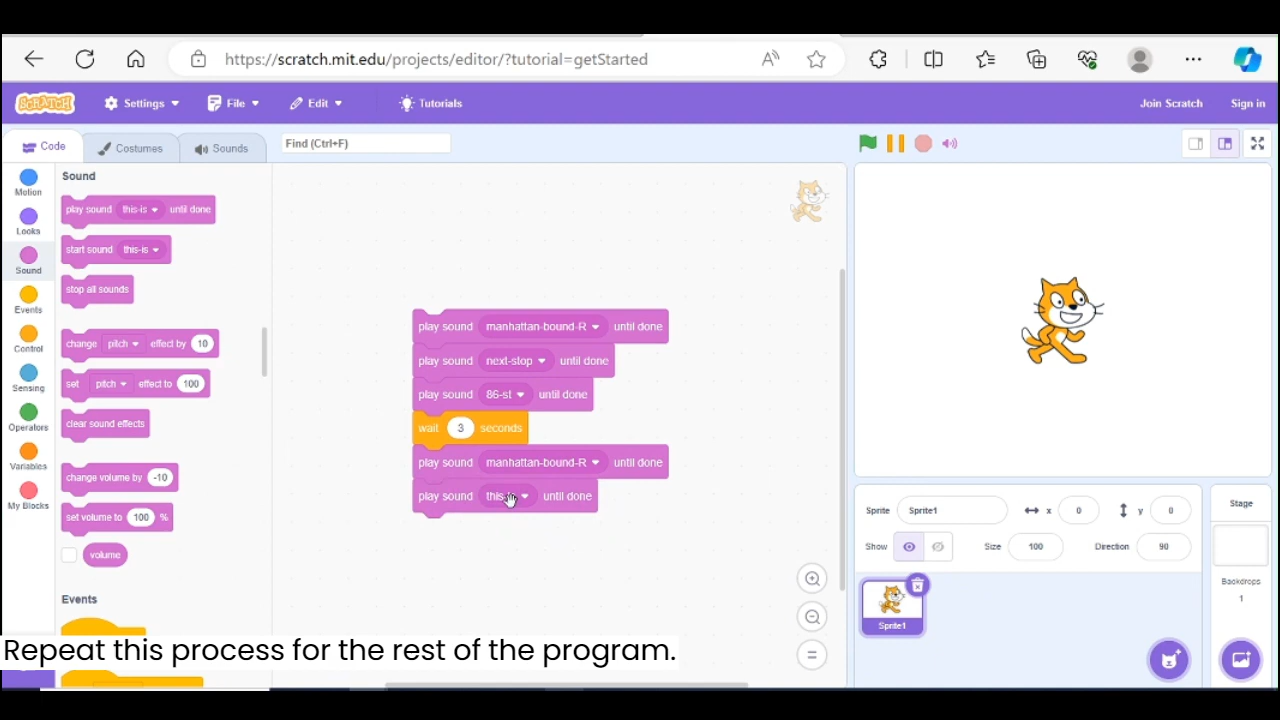 https://scratch.mit.edu/projects/editor/?tutorial=getStarted
SCRATCH Settings File Edit Tutorials Join Scratch Sign in
Code Costumes Sounds Find (Ctrl+F)
Motion
Looks
Sound
Events
Control
Sensing
Operators
Variables
My Blocks
Sound
play sound this-is until done
start sound this-is
stop all sounds
change pitch effect by 10
set pitch effect to 100
clear sound effects
change volume by -10
set volume to 100 %
volume
Events
play sound manhattan-bound-R until done
play sound next-stop until done
play sound 86-st until done
wait 3 seconds
play sound manhattan-bound-R until done
play sound until done
Sprite Sprite1 x 0 y 0
Show Size 100 Direction 90
Sprite1
Stage
Backdrops
1
Repeat this process for the rest of the program.